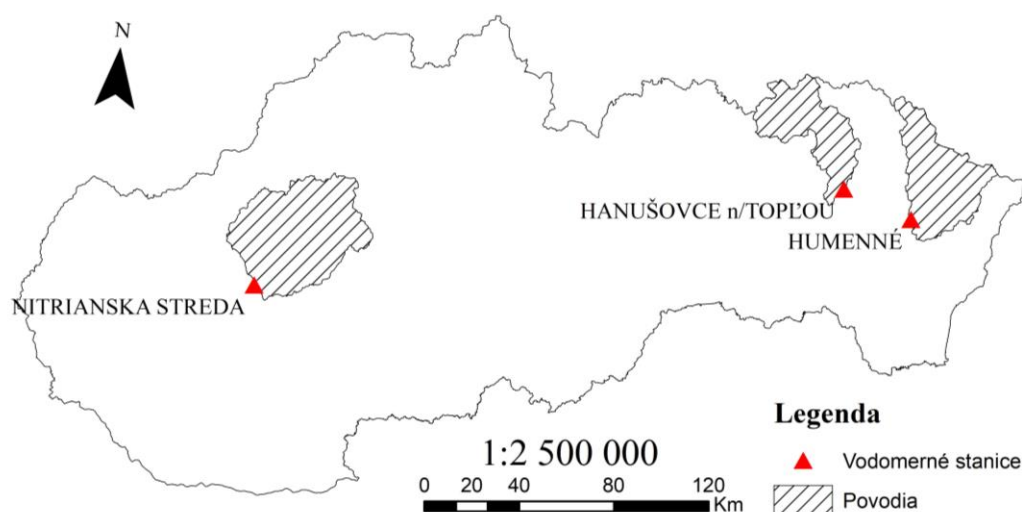 N
HANUŠOVCE n/TOPĽOU
HUMENNÉ
NITRIANSKA STREDA
Legenda
1:2 500 000
Vodomerné stanice
0 20 40 80 120
Km
Povodia